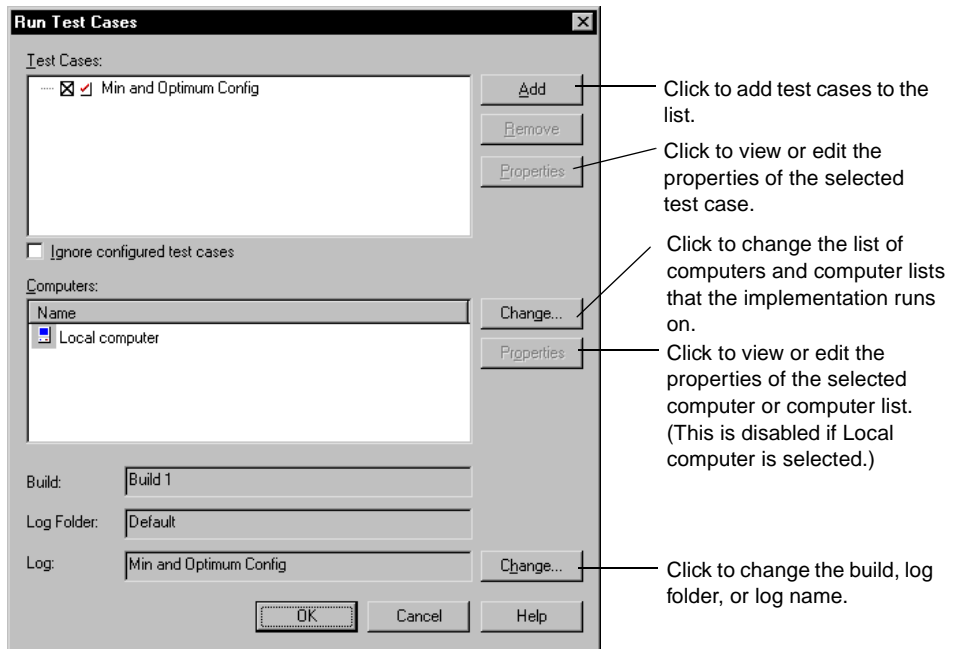 Run Test Cases
Test Cases:
Min and Optimum Config
Add
Remove
Properties
Ignore configured test cases
Computers:
Name
Local computer
Change...
Properties
Build:
Build 1
Log Folder:
Default
Log:
Min and Optimum Config
Change...
OK
Cancel
Help
Click to add test cases to the
list.
Click to view or edit the
properties of the selected
test case.
Click to change the list of
computers and computer lists
that the implementation runs
on.
Click to view or edit the
properties of the selected
computer or computer list.
(This is disabled if Local
computer is selected.)
Click to change the build, log
folder, or log name.